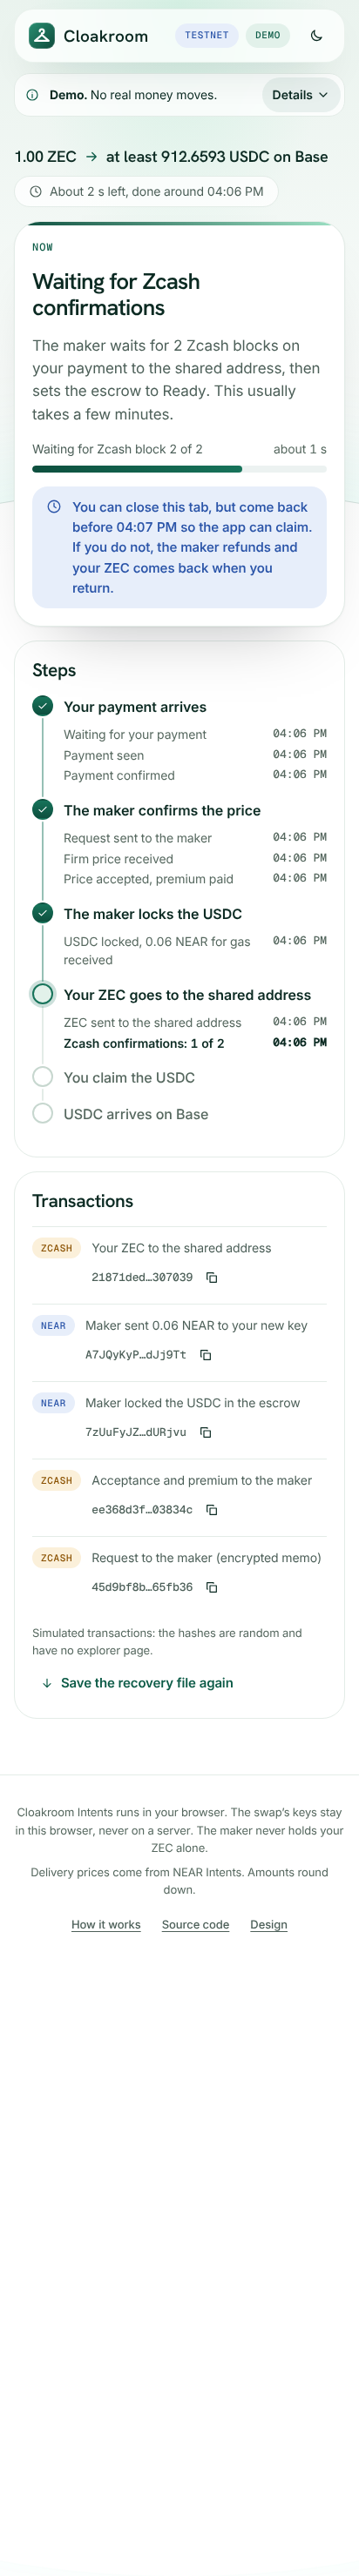 Cloakroom
TESTNET
DEMO
Demo. No real money moves.
Details
1.00 ZEC → at least 912.6593 USDC on Base
About 2 s left, done around 04:06 PM
NOW
Waiting for Zcash
confirmations
The maker waits for 2 Zcash blocks on
your payment to the shared address, then
sets the escrow to Ready. This usually
takes a few minutes.
Waiting for Zcash block 2 of 2
about 1 s
You can close this tab, but come back
before 04:07 PM so the app can claim.
If you do not, the maker refunds and
your ZEC comes back when you
return.
Steps
Your payment arrives
Waiting for your payment 04:06 PM
Payment seen 04:06 PM
Payment confirmed 04:06 PM
The maker confirms the price
Request sent to the maker 04:06 PM
Firm price received 04:06 PM
Price accepted, premium paid 04:06 PM
The maker locks the USDC
USDC locked, 0.06 NEAR for gas 04:06 PM
received
Your ZEC goes to the shared address
ZEC sent to the shared address 04:06 PM
Zcash confirmations: 1 of 2 04:06 PM
You claim the USDC
USDC arrives on Base
Transactions
ZCASH Your ZEC to the shared address
21871ded…307039
NEAR Maker sent 0.06 NEAR to your new key
A7JQyKyP…dJj9Tt
NEAR Maker locked the USDC in the escrow
7zUuFyJZ…dURjvu
ZCASH Acceptance and premium to the maker
ee368d3f…03834c
ZCASH Request to the maker (encrypted memo)
45d9bf8b…65fb36
Simulated transactions: the hashes are random and
have no explorer page.
Save the recovery file again
Cloakroom Intents runs in your browser. The swap's keys stay
in this browser, never on a server. The maker never holds your
ZEC alone.
Delivery prices come from NEAR Intents. Amounts round
down.
How it works
Source code
Design